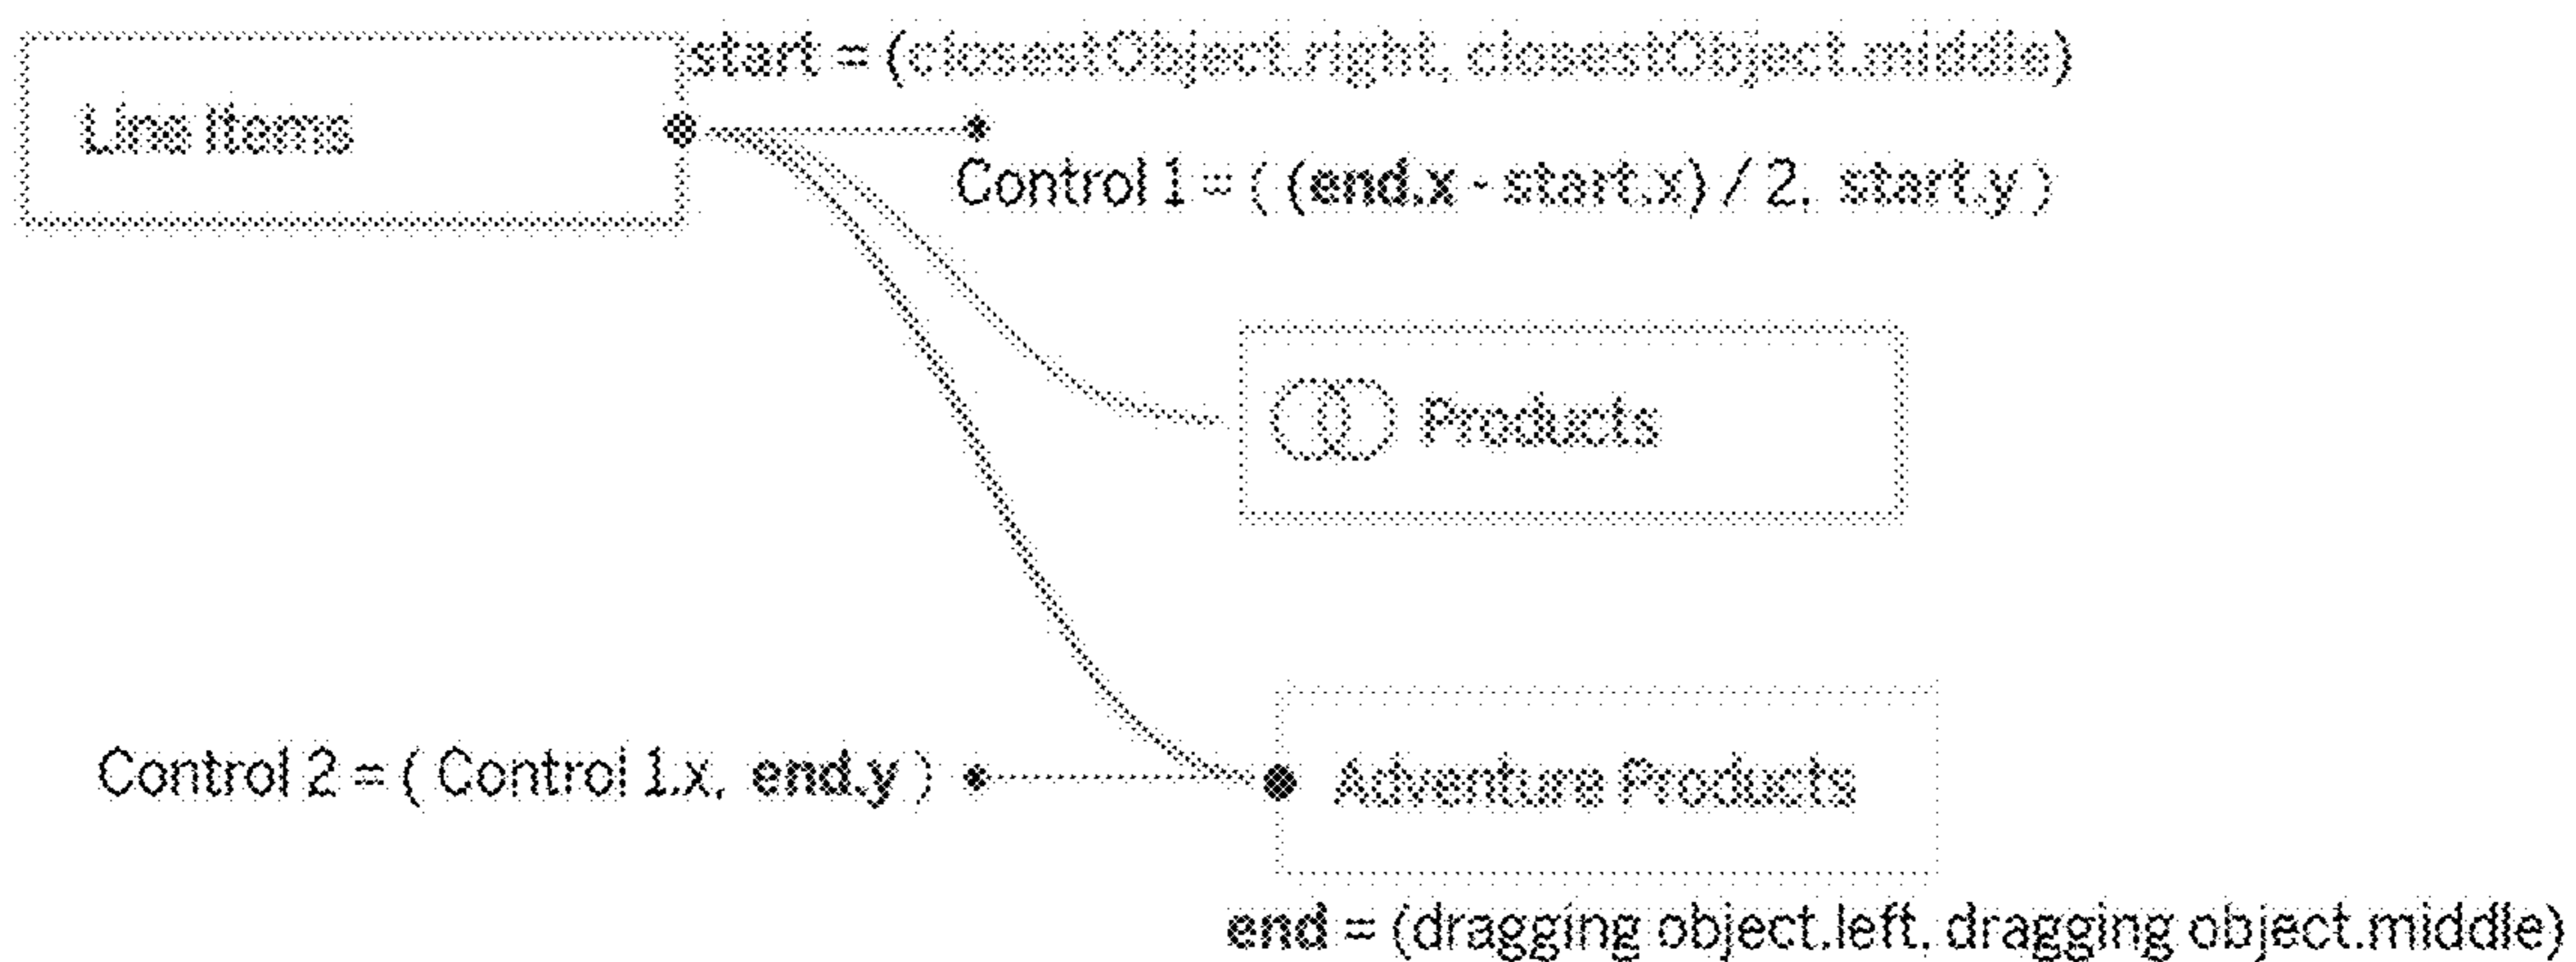 start = (closestObject.right, closestObject.middle)
Line Items
Control 1 = ( (end.x - start.x) / 2, start.y )
Products
Control 2 = ( Control 1.x, end.y )
Adventure Products
end = (dragging object.left, dragging object.middle)